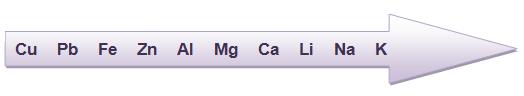 Cu Pb Fe Zn Al Mg Ca Li Na K